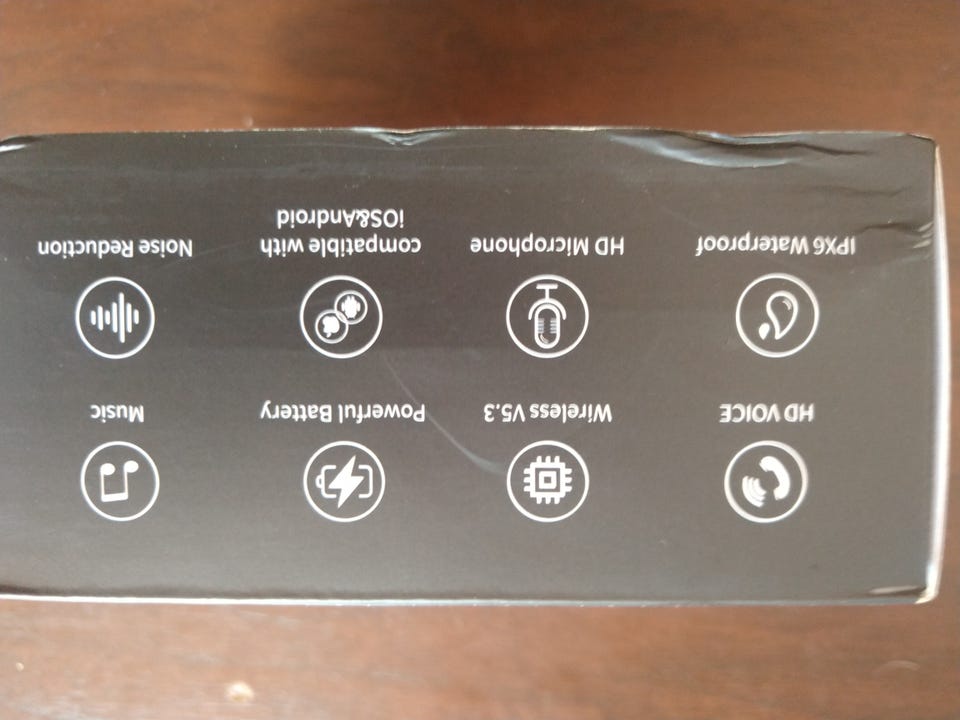 HD VOICE
Wireless V5.3
Powerful Battery
Music
IPX6 Waterproof
HD Microphone
compatible with
iOS&Android
Noise Reduction